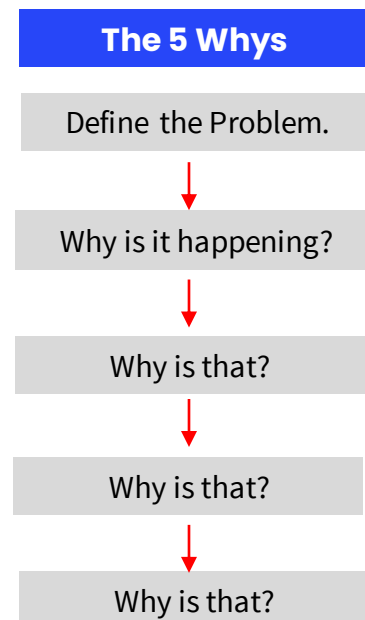 The 5 Whys
Define the Problem.
Why is it happening?
Why is that?
Why is that?
Why is that?